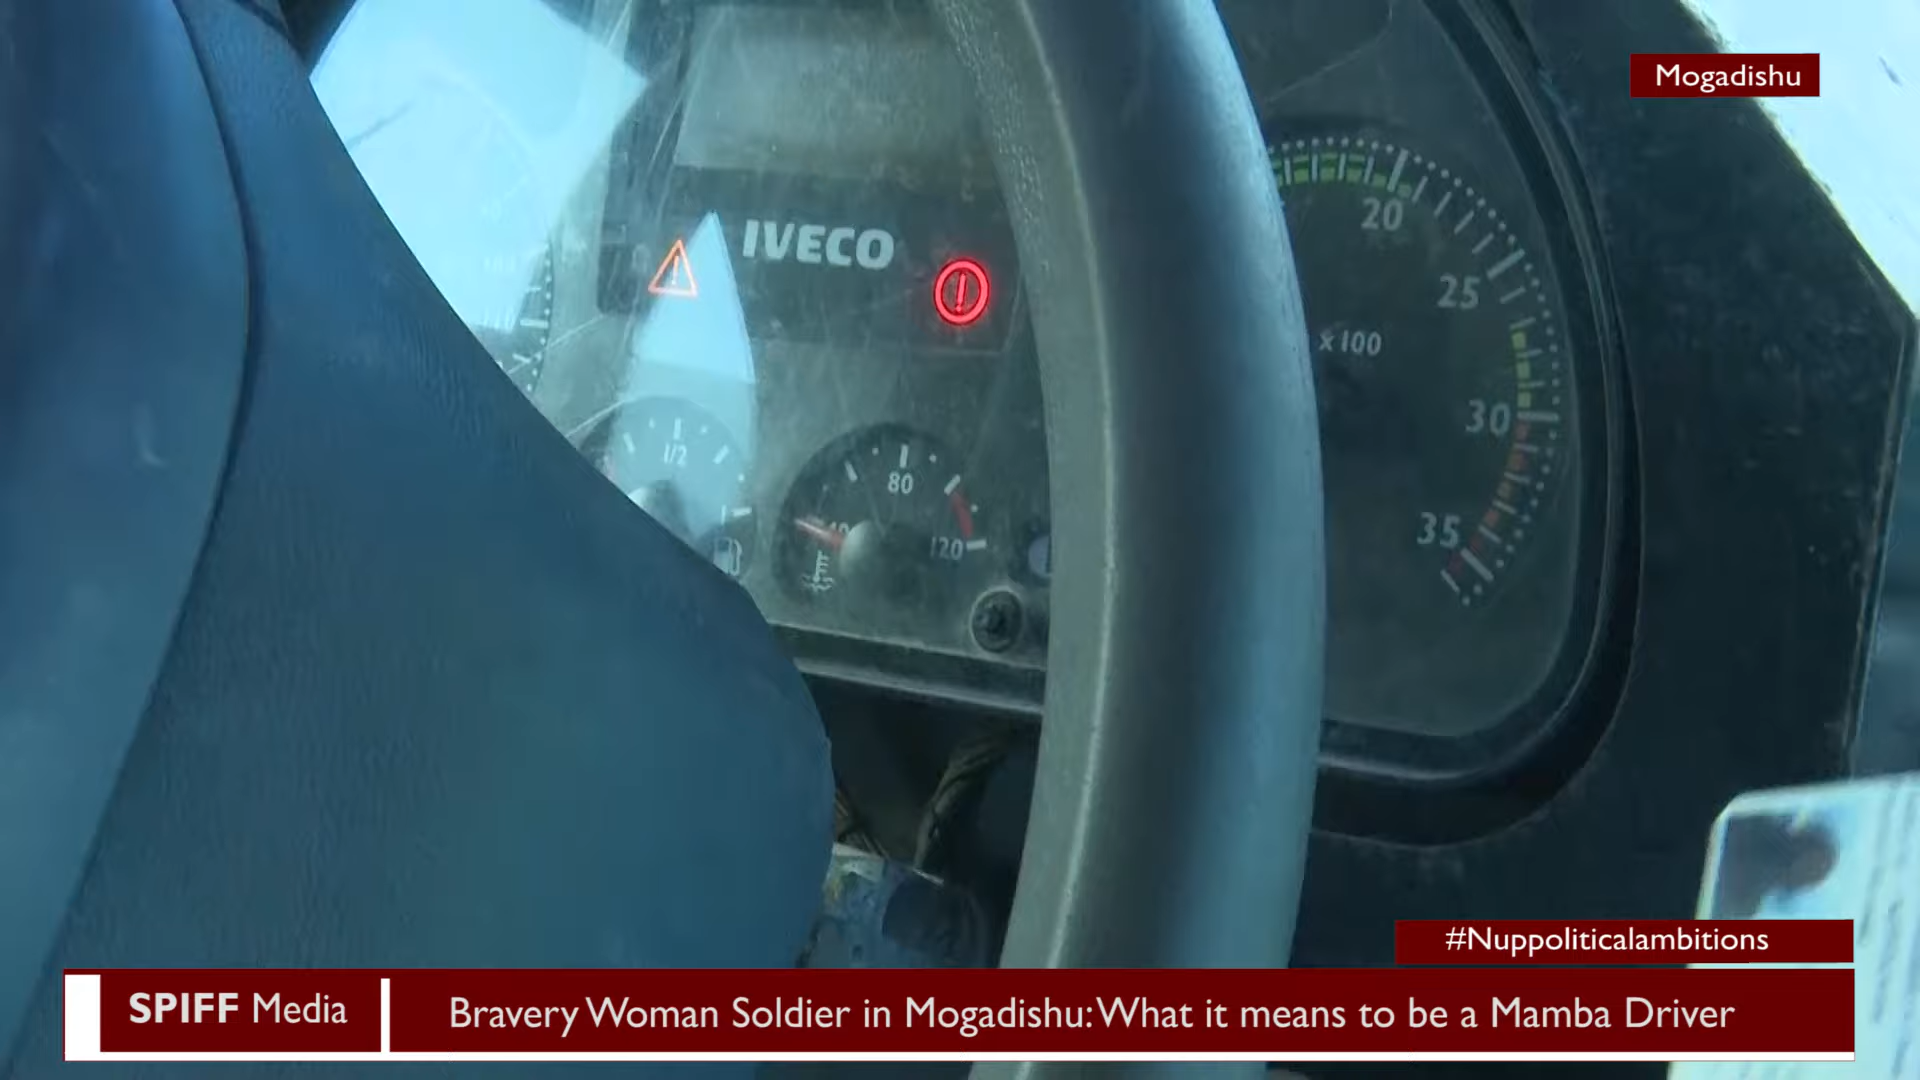 Mogadishu
IVECO
20
25
x100
30
35
1/2
80
40
120
#Nuppoliticalambitions
SPIFF Media
Bravery Woman Soldier in Mogadishu: What it means to be a Mamba Driver